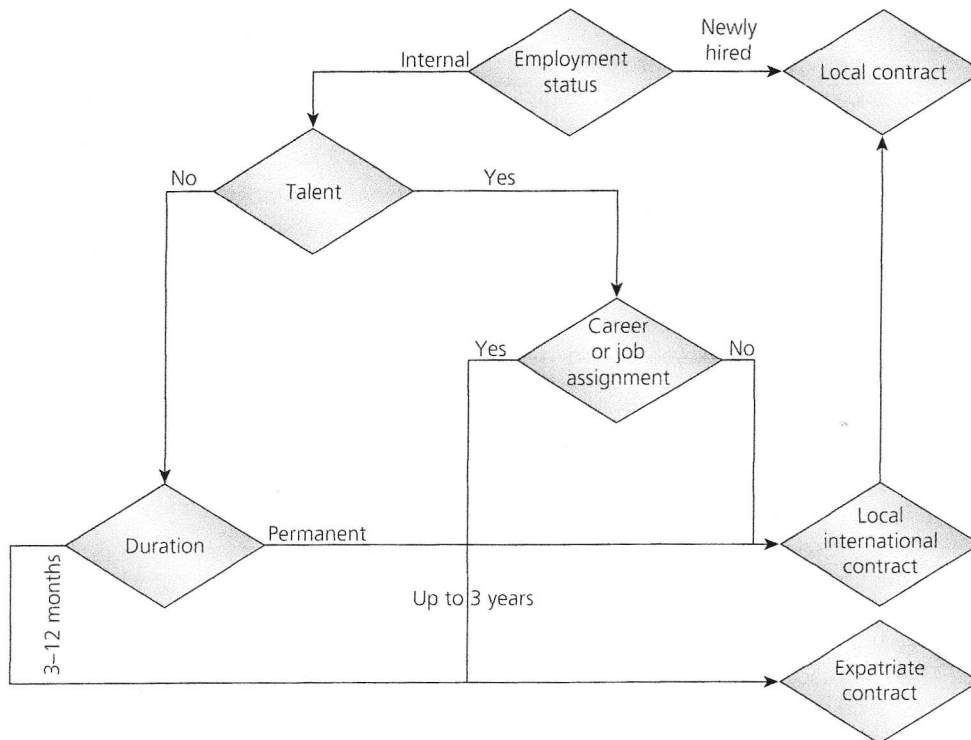 Newly
hired
Internal
Employment
status
Local contract
No
Talent
Yes
Career
or job
assignment
Yes
No
Duration
Permanent
Local
international
contract
3–12 months
Up to 3 years
Expatriate
contract